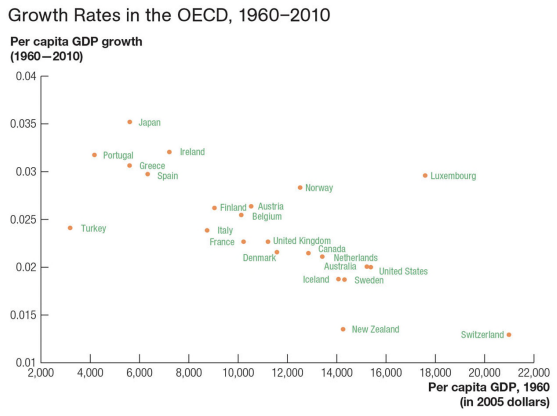 Growth Rates in the OECD, 1960–2010
Per capita GDP growth
(1960—2010)
0.04
0.035
Japan
Ireland
Portugal
0.03
Greece
Spain
Luxembourg
Norway
Finland
Austria
Belgium
0.025
Turkey
Italy
France
United Kingdom
Canada
Denmark
Netherlands
0.02
Australia
United States
Iceland
Sweden
0.015
New Zealand
Switzerland
0.01
2,000 4,000 6,000 8,000 10,000 12,000 14,000 16,000 18,000 20,000 22,000
Per capita GDP, 1960
(in 2005 dollars)